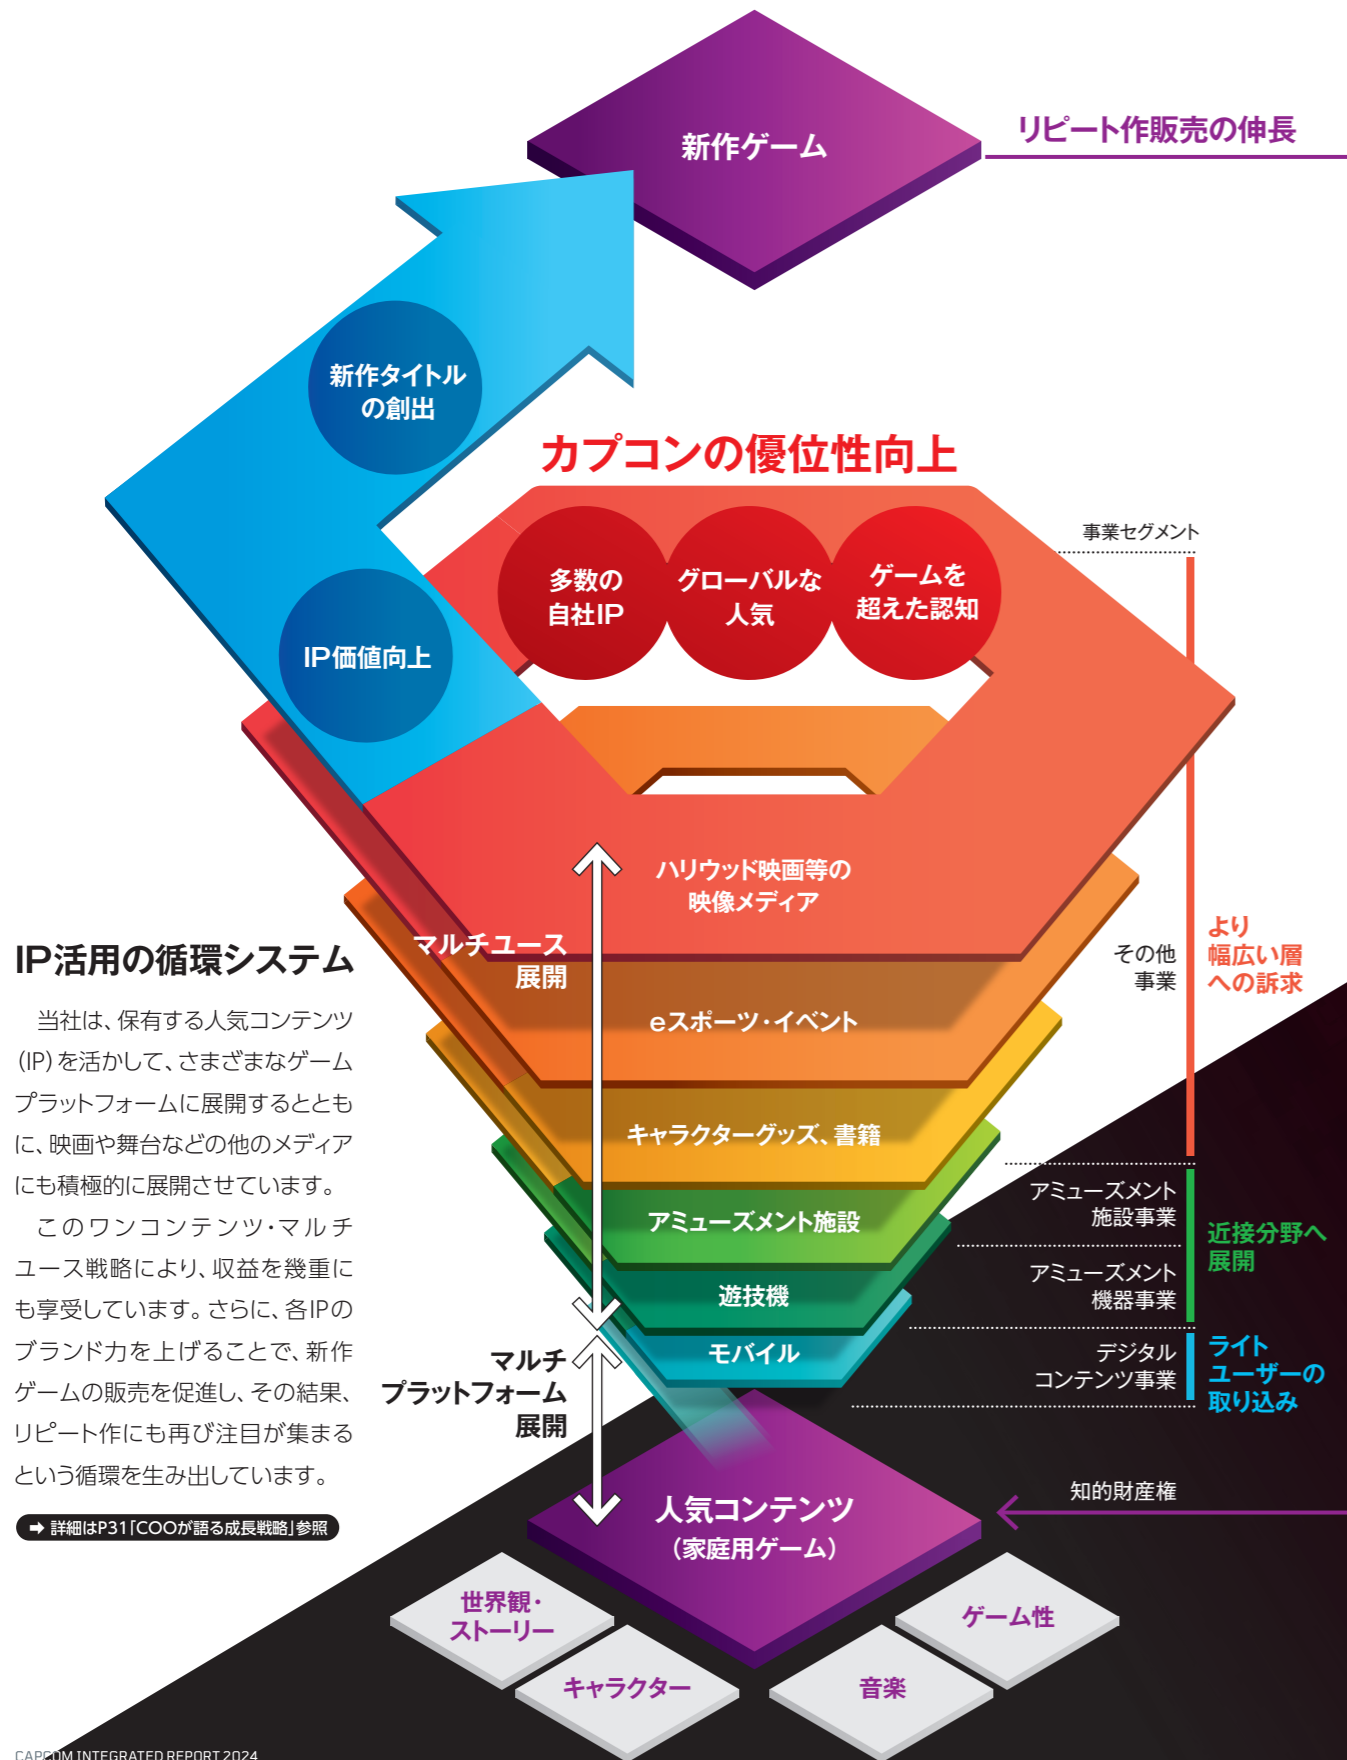 新作ゲーム
リピート作販売の伸長
新作タイトル
の創出
カプコンの優位性向上
多数の
自社IP
グローバルな
人気
ゲームを
超えた認知
IP価値向上
事業セグメント
ハリウッド映画等の
映像メディア
マルチユース
展開
eスポーツ・イベント
キャラクターグッズ、書籍
アミューズメント施設
遊技機
モバイル
その他
事業
より
幅広い層
への訴求
アミューズメント
施設事業
アミューズメント
機器事業
近接分野へ
展開
デジタル
コンテンツ事業
ライト
ユーザーの
取り込み
マルチ
プラットフォーム
展開
IP活用の循環システム
当社は、保有する人気コンテンツ
(IP)を活かして、さまざまなゲーム
プラットフォームに展開するととも
に、映画や舞台などの他のメディア
にも積極的に展開させています。
このワンコンテンツ・マルチ
ユース戦略により、収益を幾重に
も享受しています。さらに、各IPの
ブランド力を上げることで、新作
ゲームの販売を促進し、その結果、
リピート作にも再び注目が集まる
という循環を生み出しています。
➡ 詳細はP31「COOが語る成長戦略」参照
知的財産権
人気コンテンツ
(家庭用ゲーム)
世界観・
ストーリー
キャラクター
音楽
ゲーム性
CAPCOM INTEGRATED REPORT 2024